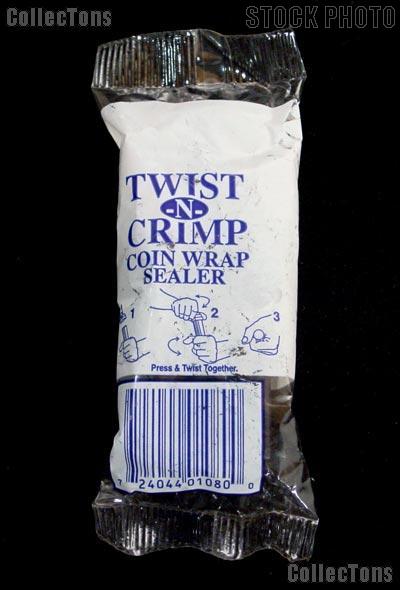 CollecTons STOCK PHOTO
TWIST
-N-
CRIMP
COIN WRAP
SEALER
1 2 3
Press & Twist Together.
7 24044 01080 0
CollecTons